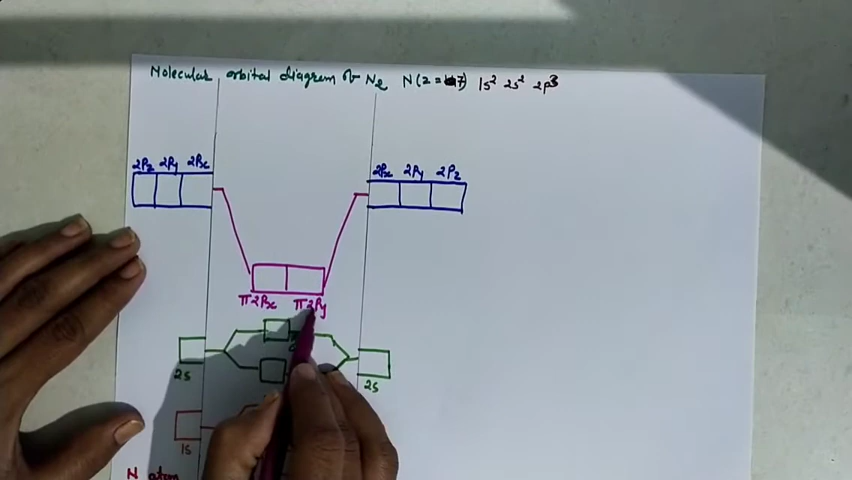 Molecular orbital diagram of N2 N(Z=7) 1s² 2s² 2p³
2Pz 2Py 2Px 2Px 2Py 2Pz
π2Px π2Py
2s 2s
1s
N atom